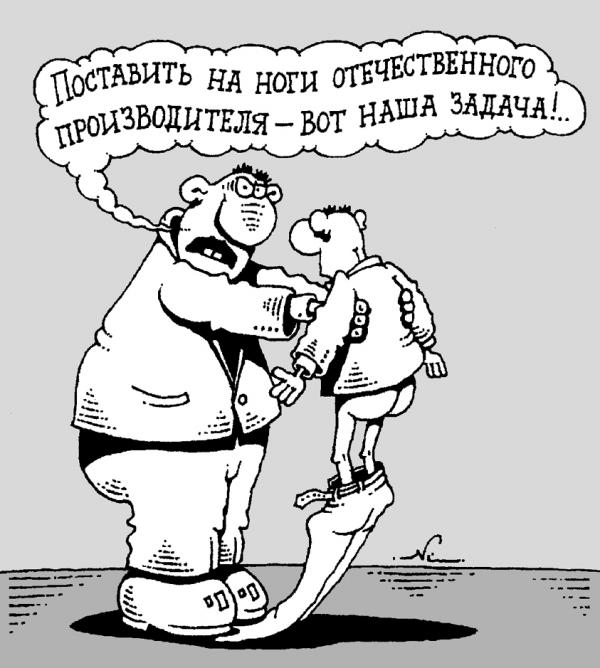 Поставить на ноги отечественного
производителя – вот наша задача!..